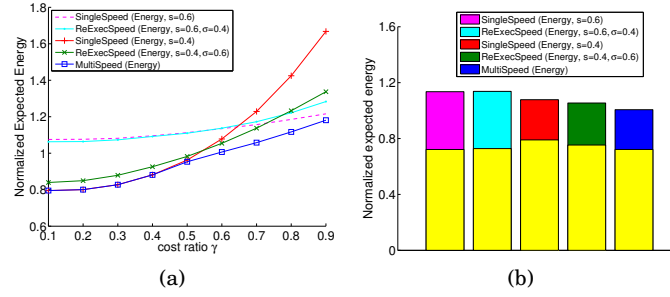 1.8
1.6
1.4
1.2
1
0.8
0.6
Normalized Expected Energy
SingleSpeed (Energy, s=0.6)
ReExecSpeed (Energy, s=0.6, σ=0.4)
SingleSpeed (Energy, s=0.4)
ReExecSpeed (Energy, s=0.4,σ=0.6)
MultiSpeed (Energy)
0.1 0.2 0.3 0.4 0.5 0.6 0.7 0.8 0.9
cost ratio γ
(a)
1.6
1.2
0.8
0.4
0
Normalized expected energy
SingleSpeed (Energy, s=0.6)
ReExecSpeed (Energy, s=0.6,σ=0.4)
SingleSpeed (Energy, s=0.4)
ReExecSpeed (Energy, s=0.4,σ=0.6)
MultiSpeed (Energy)
(b)